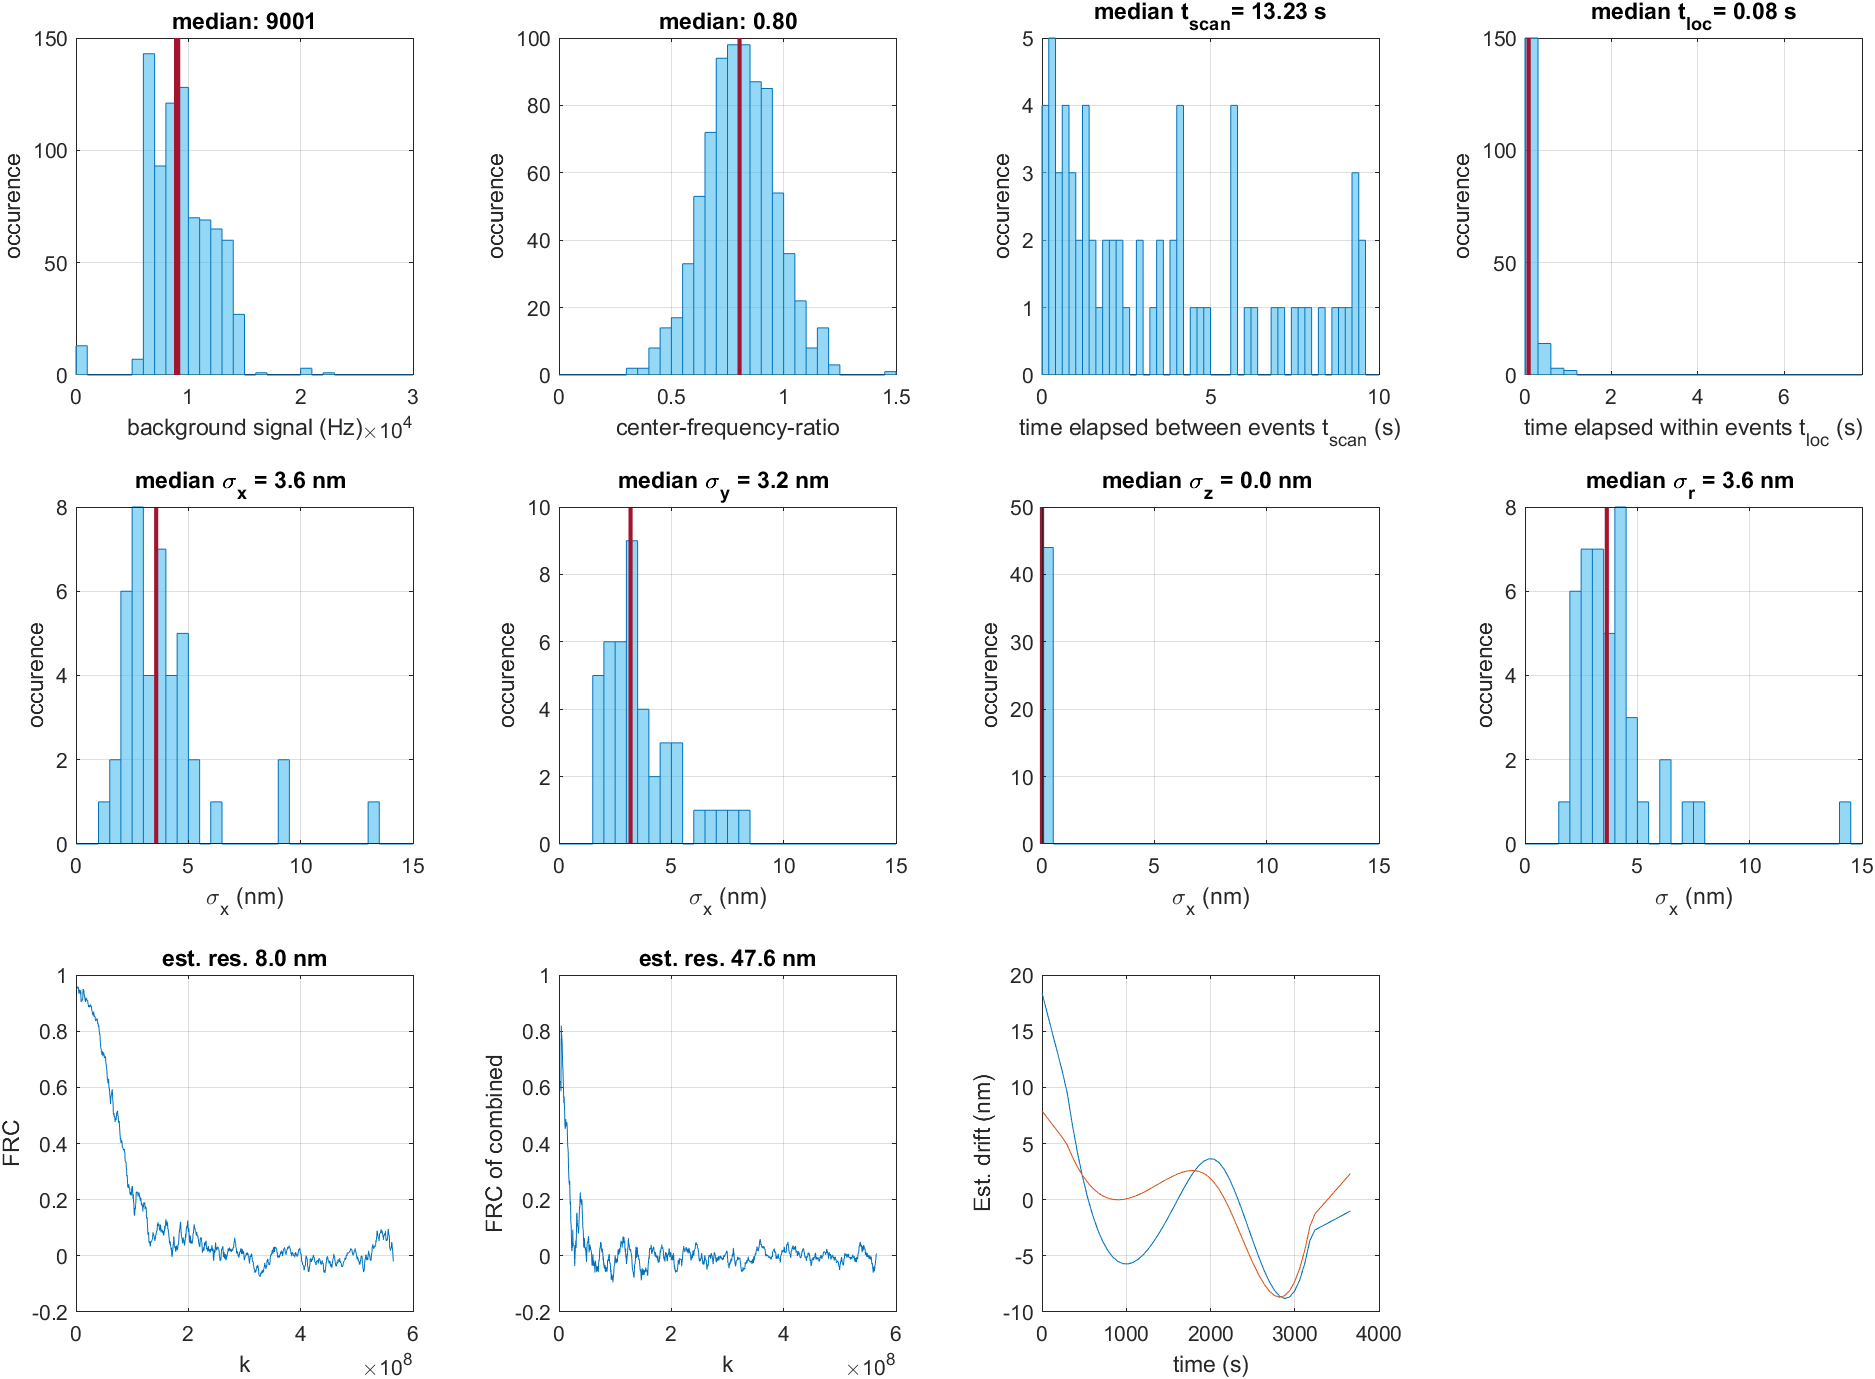 median: 9001
150
100
50
0
occurence
0 1 2 3
background signal (Hz) ×10^4
median: 0.80
100
80
60
40
20
0
occurence
0 0.5 1 1.5
center-frequency-ratio
median t_scan= 13.23 s
5
4
3
2
1
0
occurence
0 5 10
time elapsed between events t_scan (s)
median t_loc= 0.08 s
150
100
50
0
occurence
0 2 4 6
time elapsed within events t_loc (s)
median σ_x = 3.6 nm
8
6
4
2
0
occurence
0 5 10 15
σ_x (nm)
median σ_y = 3.2 nm
10
8
6
4
2
0
occurence
0 5 10 15
σ_x (nm)
median σ_z = 0.0 nm
50
40
30
20
10
0
occurence
0 5 10 15
σ_x (nm)
median σ_r = 3.6 nm
8
6
4
2
0
occurence
0 5 10 15
σ_x (nm)
est. res. 8.0 nm
1
0.8
0.6
0.4
0.2
0
-0.2
FRC
0 2 4 6
k ×10^8
est. res. 47.6 nm
1
0.8
0.6
0.4
0.2
0
-0.2
FRC of combined
0 2 4 6
k ×10^8
20
15
10
5
0
-5
-10
Est. drift (nm)
0 1000 2000 3000 4000
time (s)